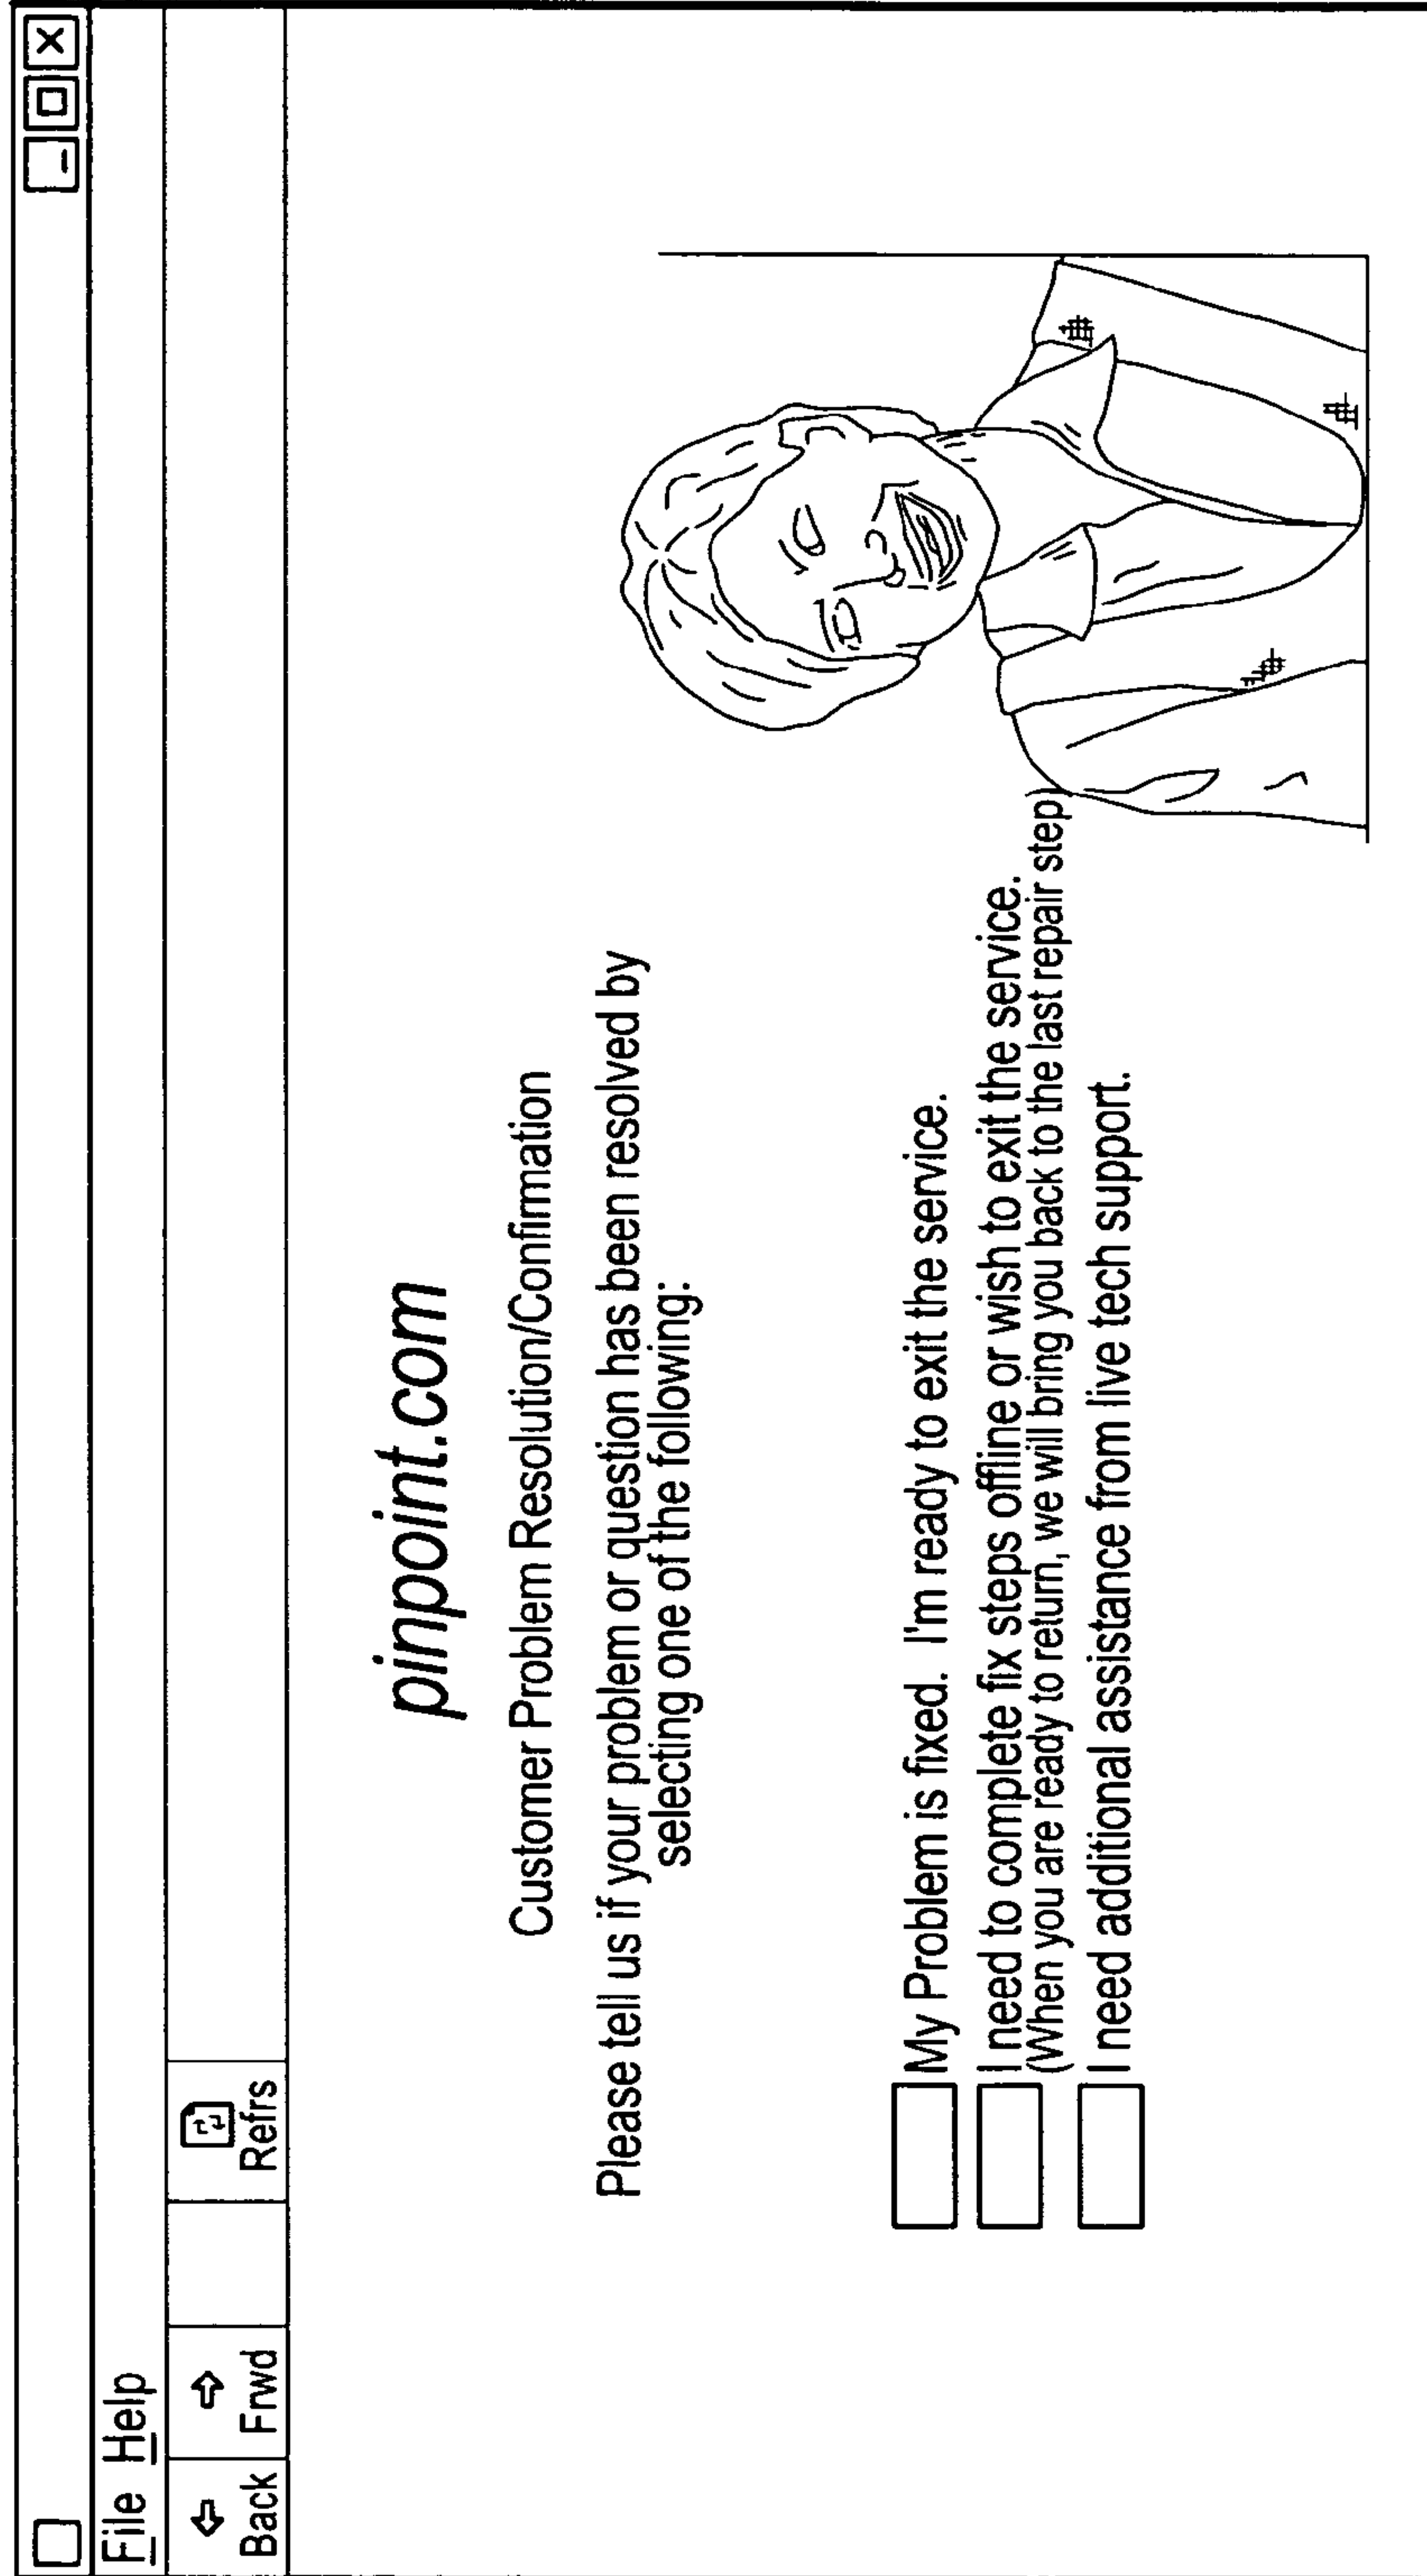 File Help
Back Frwd Refrs
pinpoint.com
Customer Problem Resolution/Confirmation
Please tell us if your problem or question has been resolved by
selecting one of the following:
My Problem is fixed. I'm ready to exit the service.
I need to complete fix steps offline or wish to exit the service.
(When you are ready to return, we will bring you back to the last repair step)
I need additional assistance from live tech support.